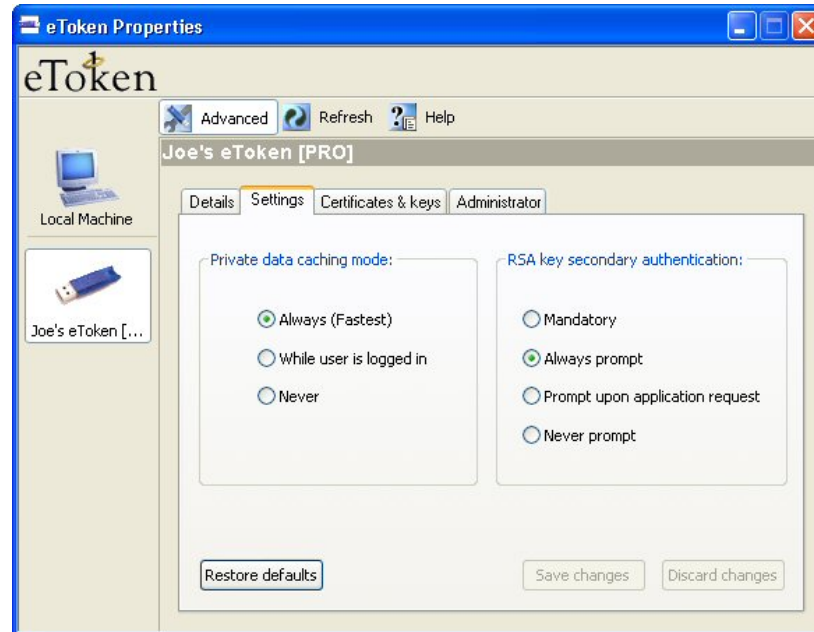 eToken Properties
eToken
Advanced Refresh Help
Joe's eToken [PRO]
Local Machine
Joe's eToken [...
Details Settings Certificates & keys Administrator
Private data caching mode:
Always (Fastest)
While user is logged in
Never
RSA key secondary authentication:
Mandatory
Always prompt
Prompt upon application request
Never prompt
Restore defaults Save changes Discard changes